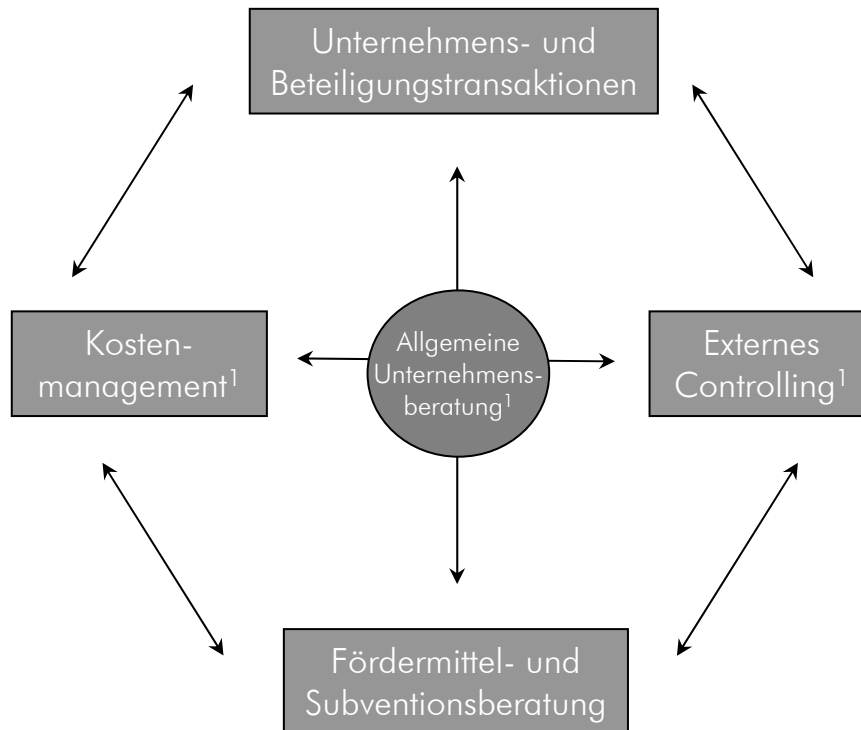 Unternehmens- und
Beteiligungstransaktionen
Kosten-
management¹
Allgemeine
Unternehmens-
beratung¹
Externes
Controlling¹
Fördermittel- und
Subventionsberatung